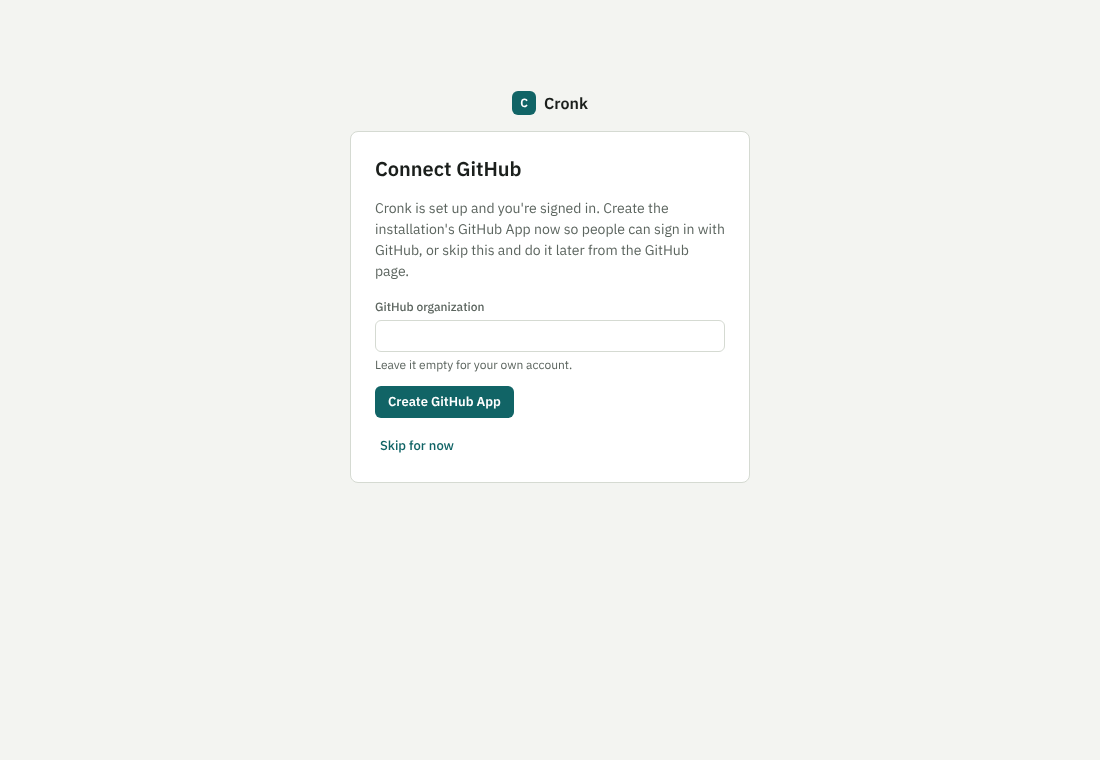 C Cronk
Connect GitHub
Cronk is set up and you're signed in. Create the
installation's GitHub App now so people can sign in with
GitHub, or skip this and do it later from the GitHub
page.
GitHub organization
Leave it empty for your own account.
Create GitHub App
Skip for now